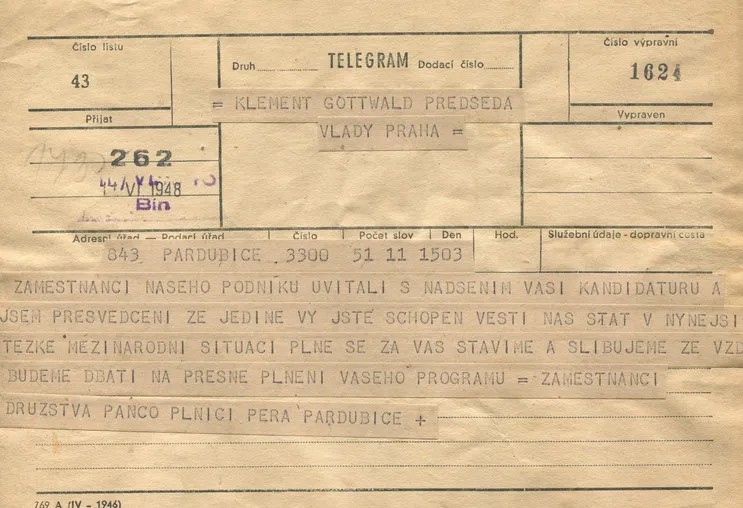 Číslo listu
43
Druh TELEGRAM Dodací číslo
Číslo výpravní
1624
= KLEMENT GOTTWALD PREDSEDA
VLADY PRAHA =
Přijat
Vypraven
262
VI 1948
Bín
Adresní úřad — Podací úřad Číslo Počet slov Den Hod. Služební údaje - dopravní cesta
843 PARDUBICE 3300 51 11 1503
ZAMESTNANCI NASEHO PODNIKU UVITALI S NADSENIM VASI KANDIDATURU A
JSEM PRESVEDCENI ZE JEDINE VY JSTE SCHOPEN VESTI NAS STAT V NYNEJSI
TEZKE MEZINARODNI SITUACI PLNE SE ZA VAS STAVIME A SLIBUJEME ZE VZD
BUDEME DBATI NA PRESNE PLNENI VASEHO PROGRAMU = ZAMESTNANCI
DRUZSTVA PANCO PLNICI PERA PARDUBICE +
769 A (IV - 1946)